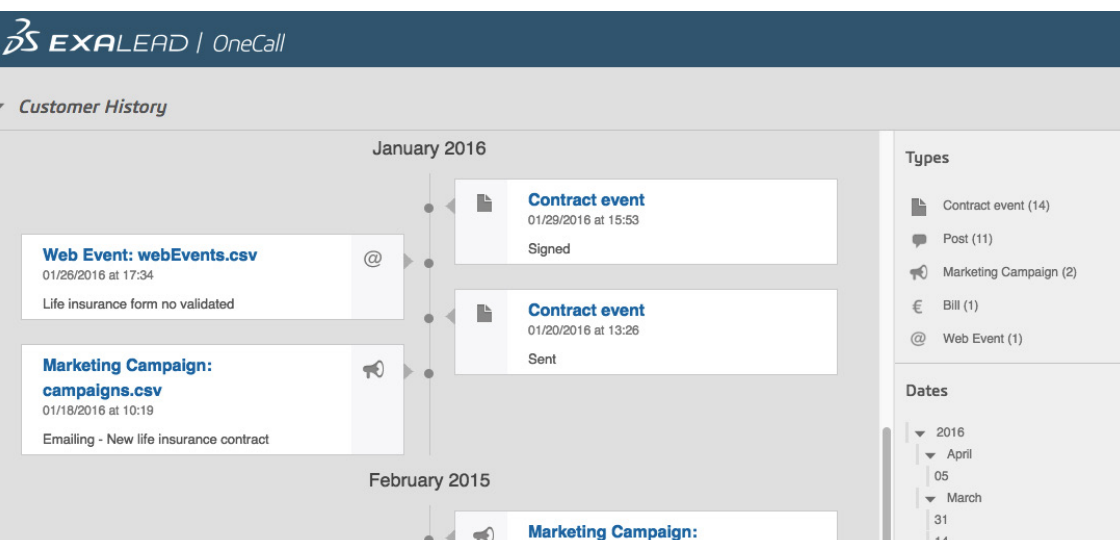 EXALEAD | OneCall
Customer History
January 2016
Contract event
01/29/2016 at 15:53
Signed
Web Event: webEvents.csv
01/26/2016 at 17:34
Life insurance form no validated
@
Contract event
01/20/2016 at 13:26
Sent
Marketing Campaign:
campaigns.csv
01/18/2016 at 10:19
Emailing - New life insurance contract
February 2015
Marketing Campaign:
Types
Contract event (14)
Post (11)
Marketing Campaign (2)
€ Bill (1)
@ Web Event (1)
Dates
2016
April
05
March
31